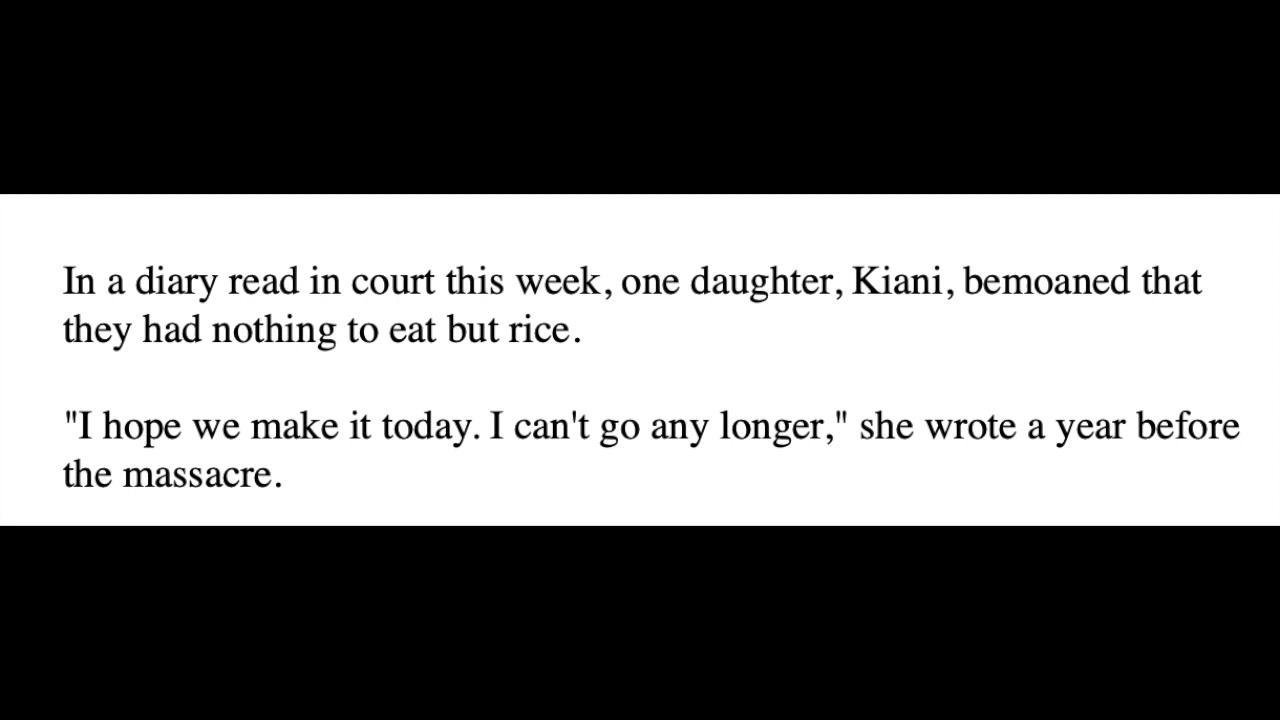 In a diary read in court this week, one daughter, Kiani, bemoaned that
they had nothing to eat but rice.
"I hope we make it today. I can't go any longer," she wrote a year before
the massacre.